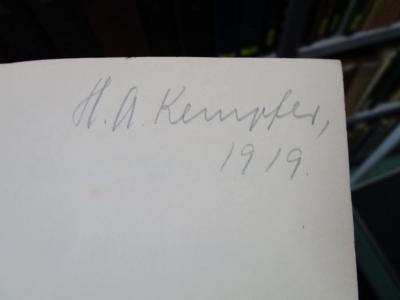 H. A. Kempfer,
1919.